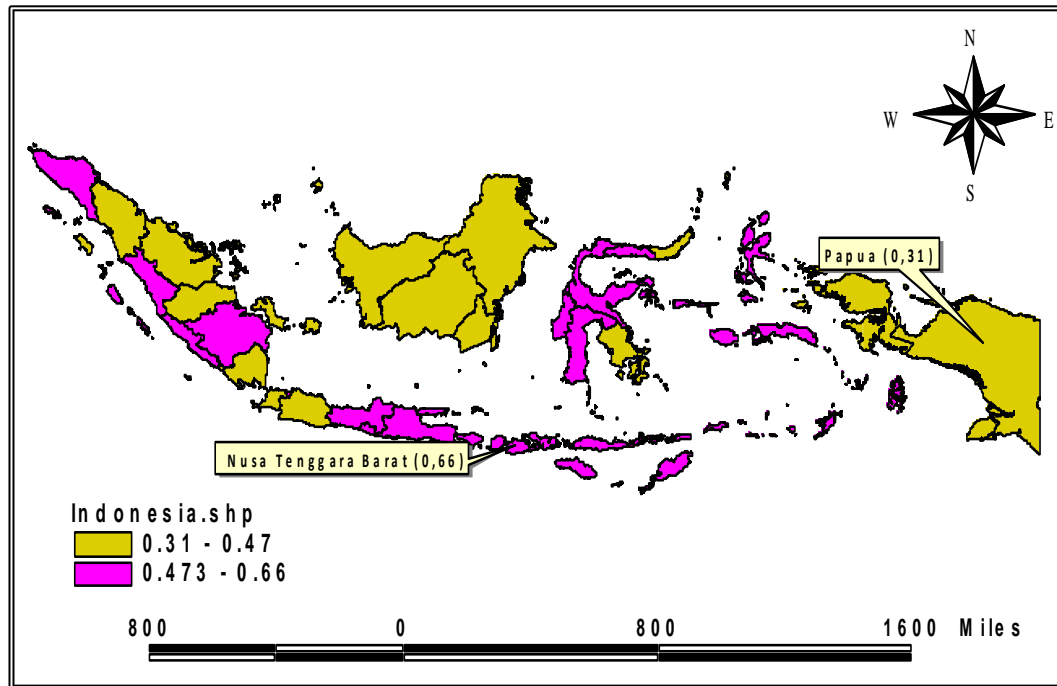 N
W E
S
Papua (0,31)
Nusa Tenggara Barat (0,66)
Indonesia.shp
0.31 - 0.47
0.473 - 0.66
800 0 800 1600 Miles